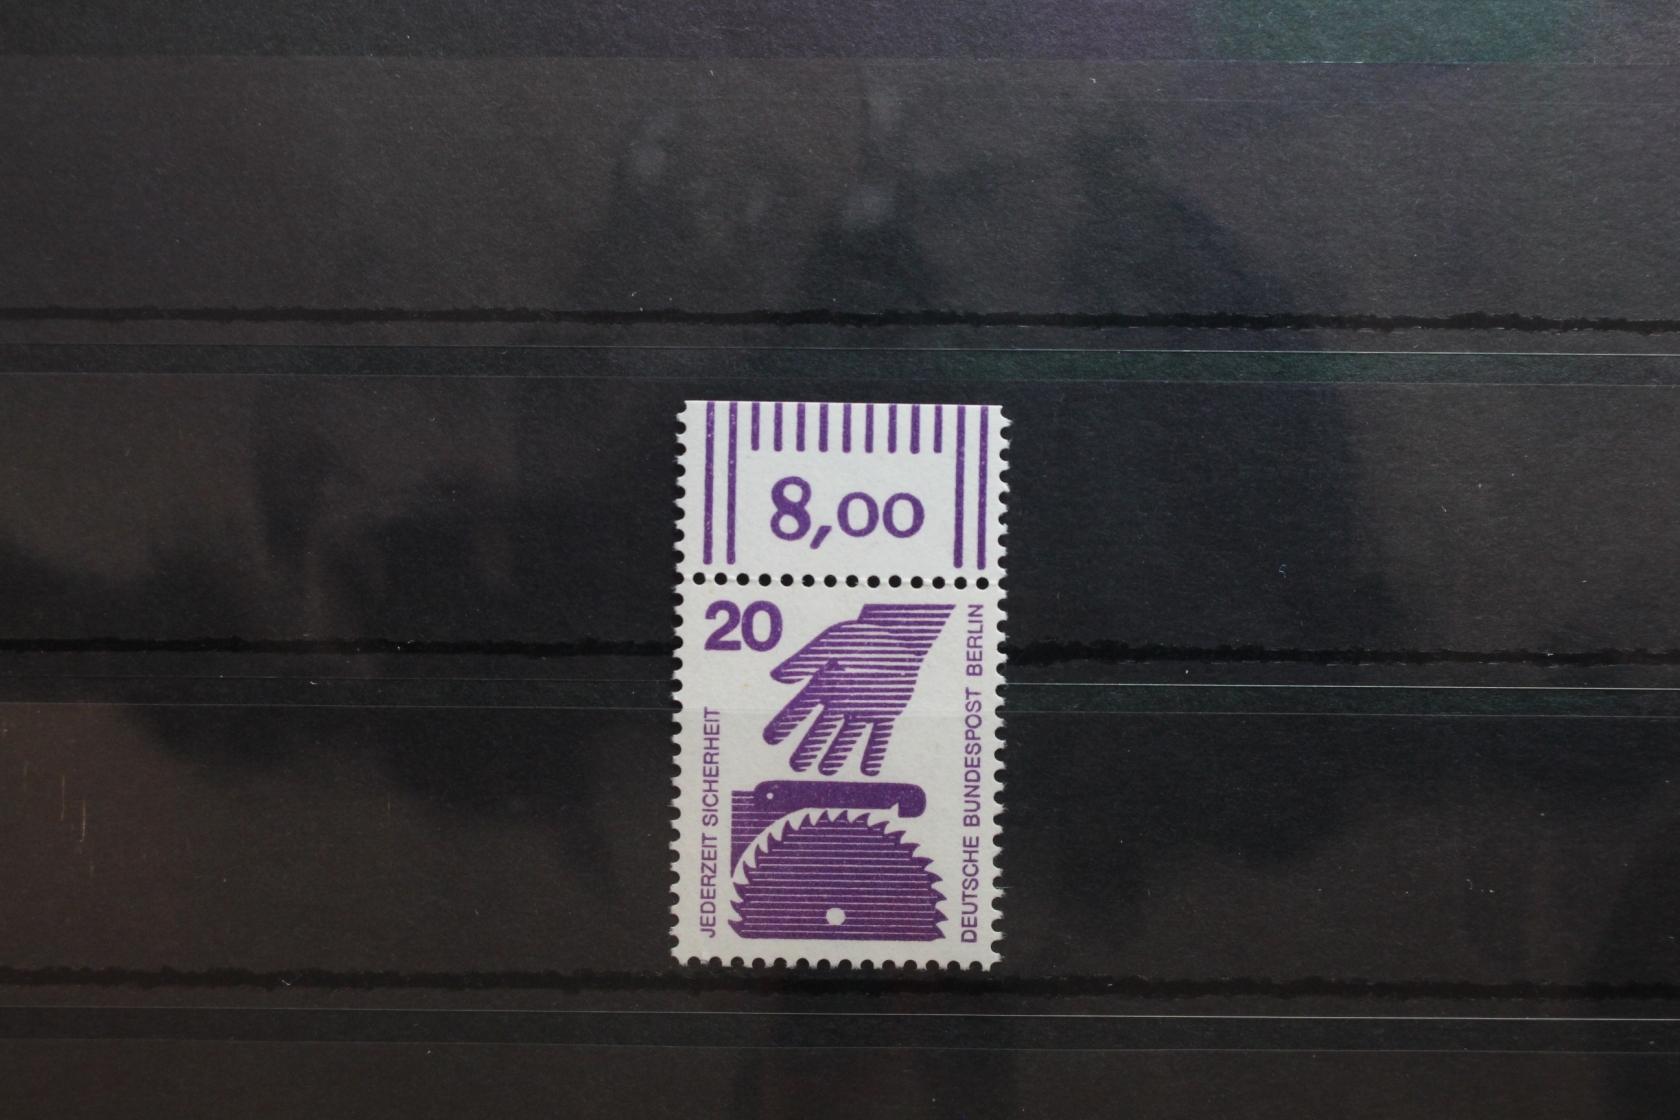 8,00
20
JEDERZEIT SICHERHEIT
DEUTSCHE BUNDESPOST BERLIN